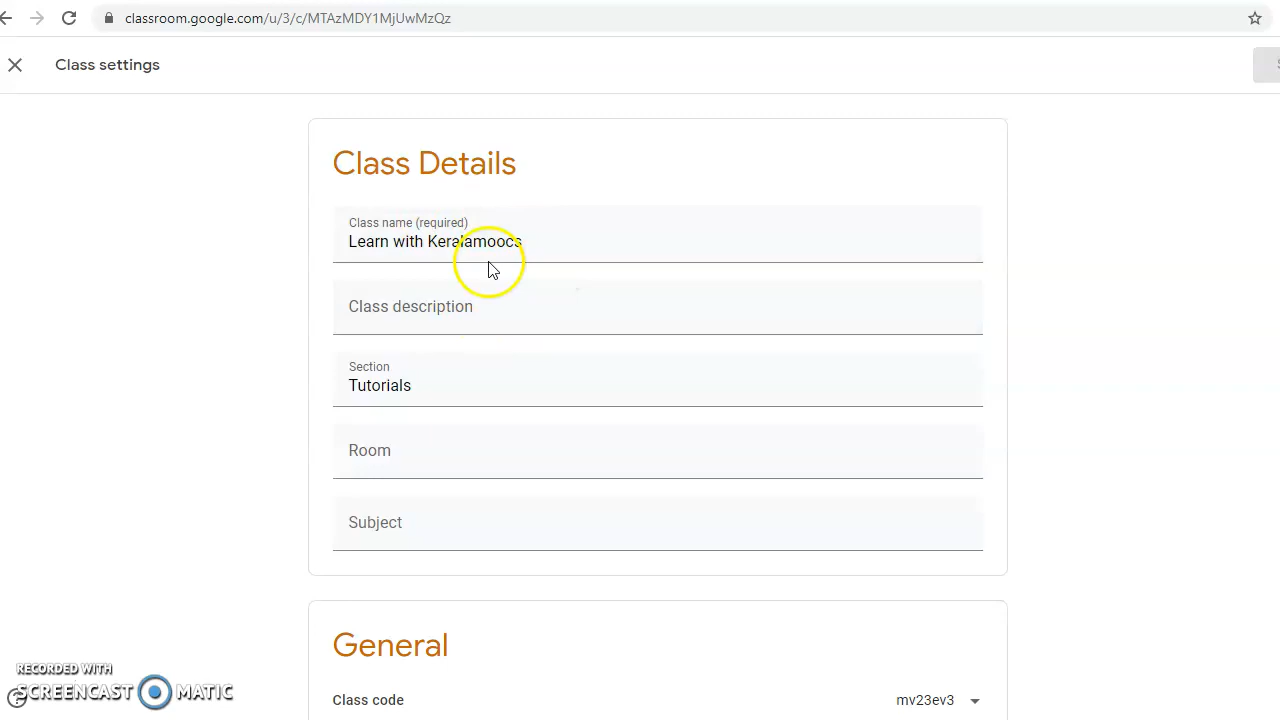 classroom.google.com/u/3/c/MTAzMDY1MjUwMzQz
Class settings
Class Details
Class name (required)
Learn with Keralamoocs
Class description
Section
Tutorials
Room
Subject
General
Class code mv23ev3
RECORDED WITH
SCREENCAST MATIC